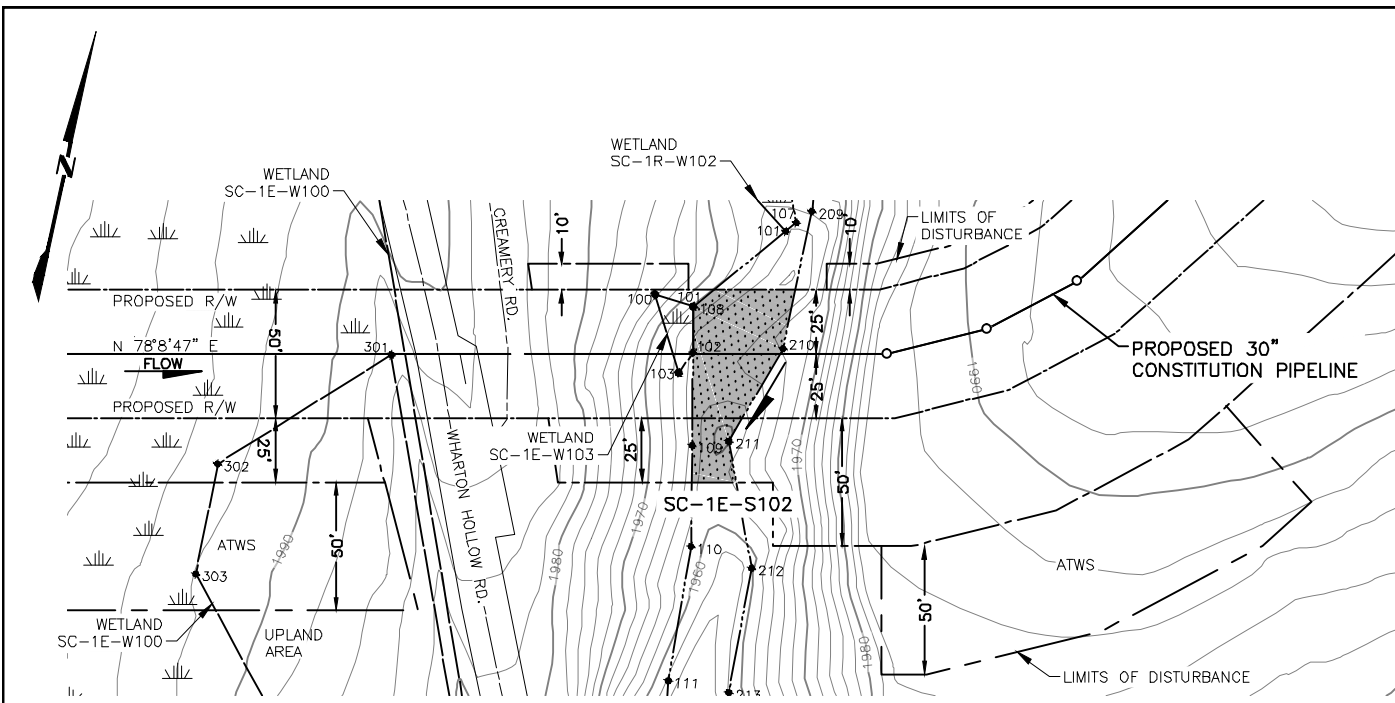 N
WETLAND
SC-1E-W100
WETLAND
SC-1R-W102
CREAMERY RD.
10'
107
209
101
10'
LIMITS OF
DISTURBANCE
PROPOSED R/W
100
101
108
50'
25'
N 78°8'47" E
FLOW
301
102
210
103
PROPOSED 30"
CONSTITUTION PIPELINE
1990
PROPOSED R/W
25'
25'
WETLAND
SC-1E-W103
25'
109
211
1970
50'
302
WHARTON HOLLOW RD.
SC-1E-S102
1970
ATWS
1990
50'
1980
110
1960
212
ATWS
303
50'
1980
WETLAND
SC-1E-W100
UPLAND
AREA
111
213
LIMITS OF DISTURBANCE